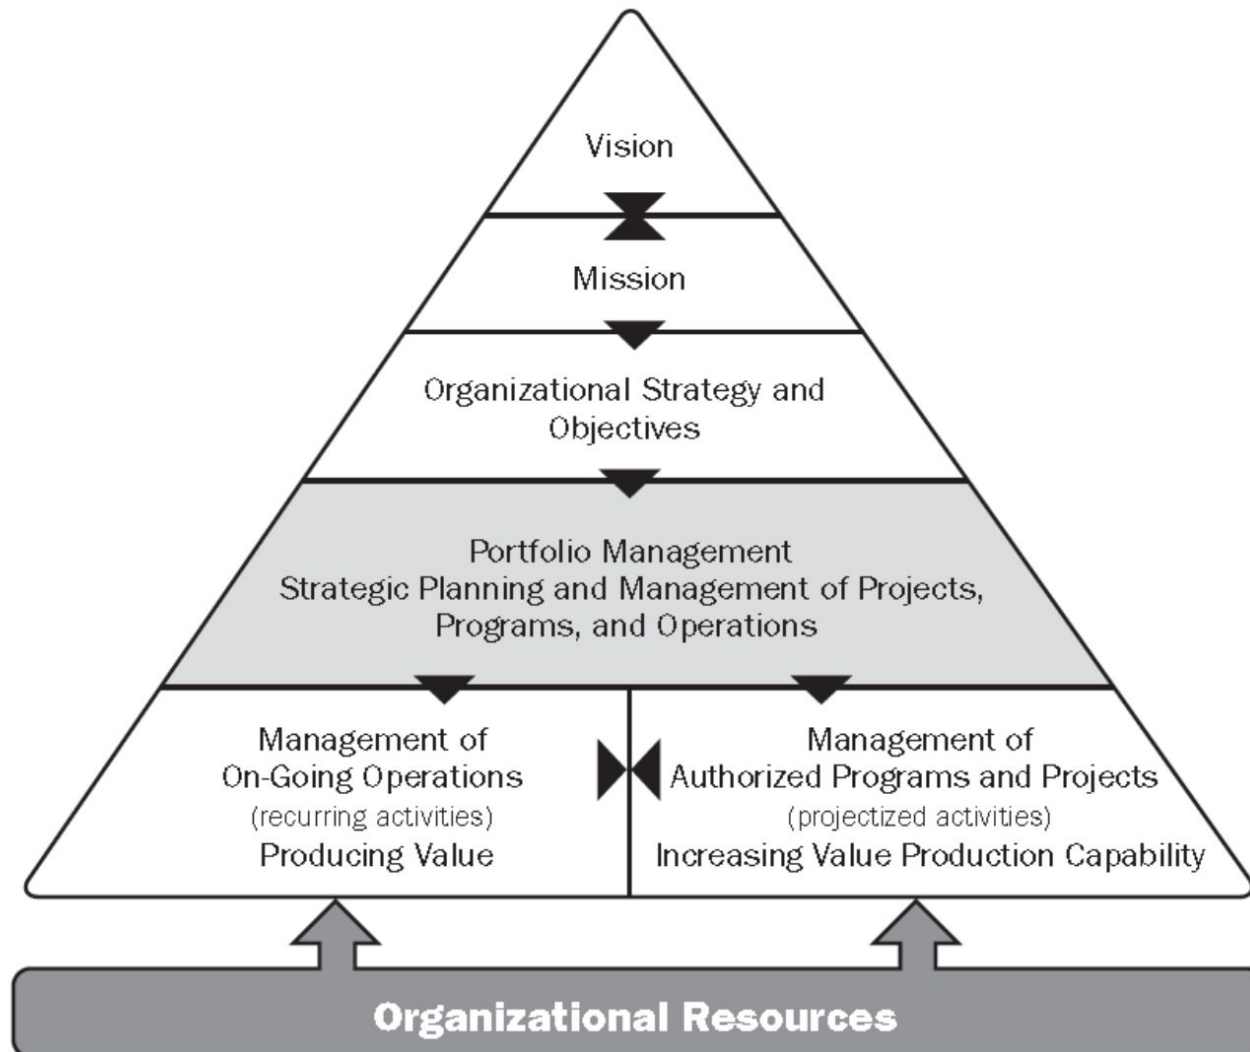 Vision
Mission
Organizational Strategy and
Objectives
Portfolio Management
Strategic Planning and Management of Projects,
Programs, and Operations
Management of
On-Going Operations
(recurring activities)
Producing Value
Management of
Authorized Programs and Projects
(projectized activities)
Increasing Value Production Capability
Organizational Resources